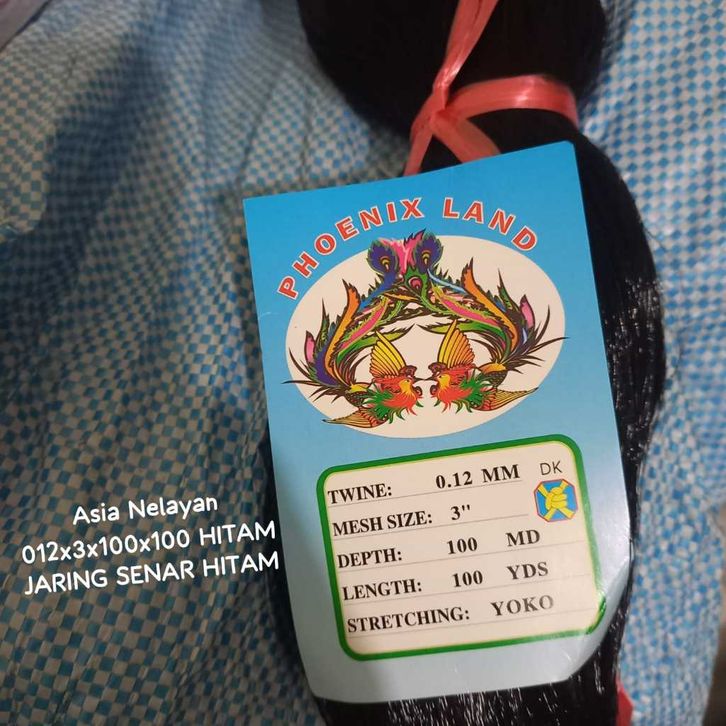 PHOENIX LAND
TWINE: 0.12 MM DK
MESH SIZE: 3"
DEPTH: 100 MD
LENGTH: 100 YDS
STRETCHING: YOKO
Asia Nelayan
012x3x100x100 HITAM
JARING SENAR HITAM